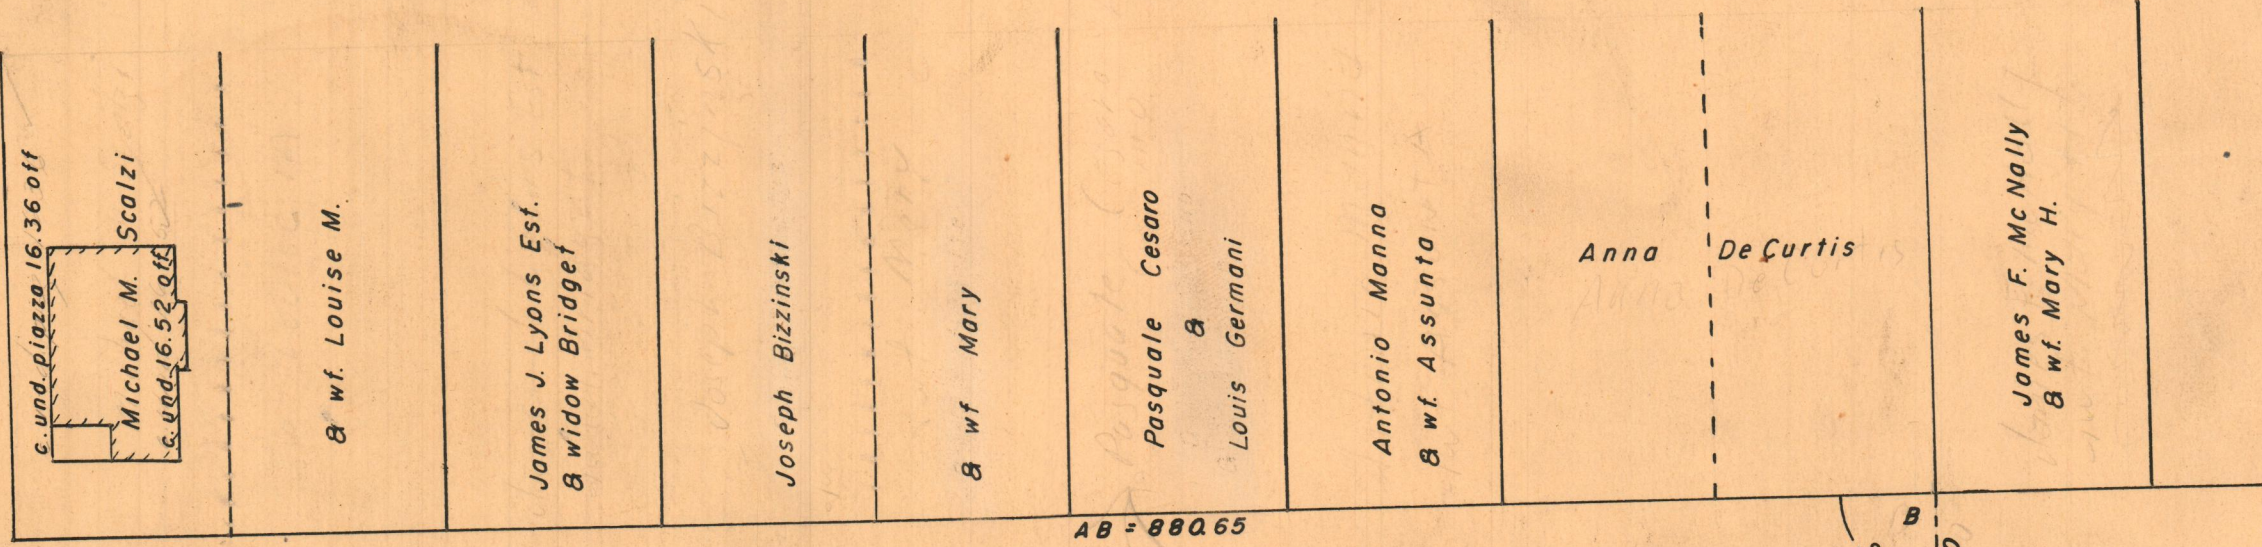 c. und. piazza 16.36 off
Michael M. Scalzi
c. und. 16.52 off
& wf. Louise M.
James J. Lyons Est.
& widow Bridget
Joseph Bizzinski
& wf Mary
Pasquale Cesaro
&
Louis Germani
Antonio Manna
& wf. Assunta
Anna De Curtis
James F. McNally
& wf. Mary H.
AB = 880.65
B